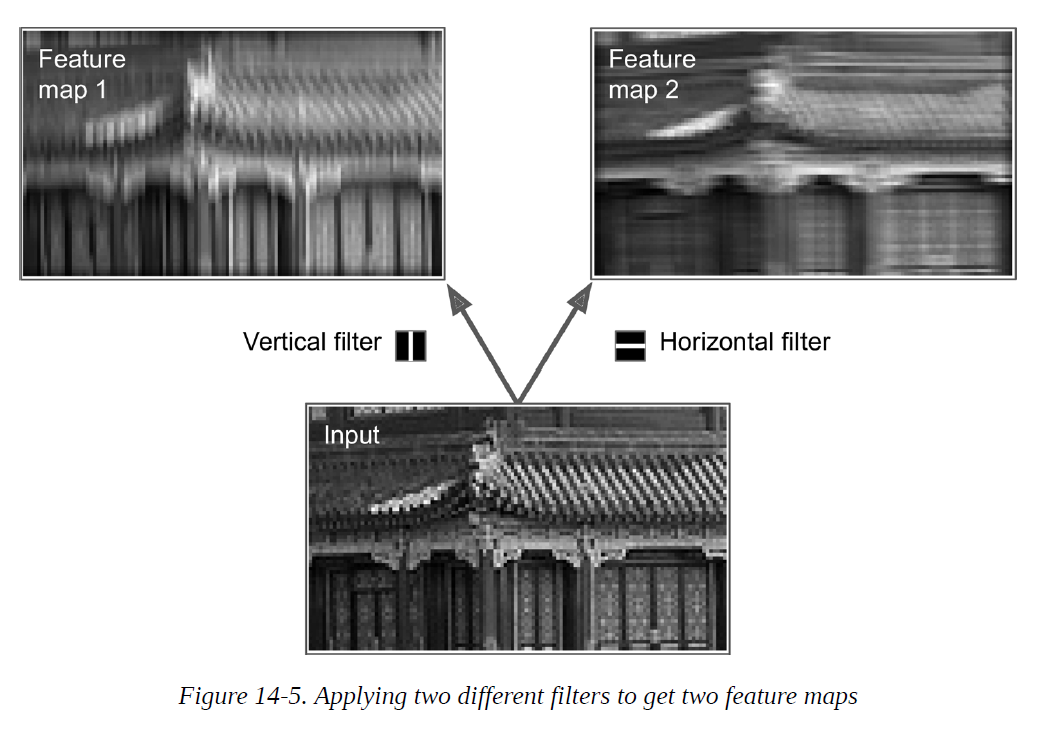 Feature
map 1
Feature
map 2
Vertical filter
Horizontal filter
Input
Figure 14-5. Applying two different filters to get two feature maps